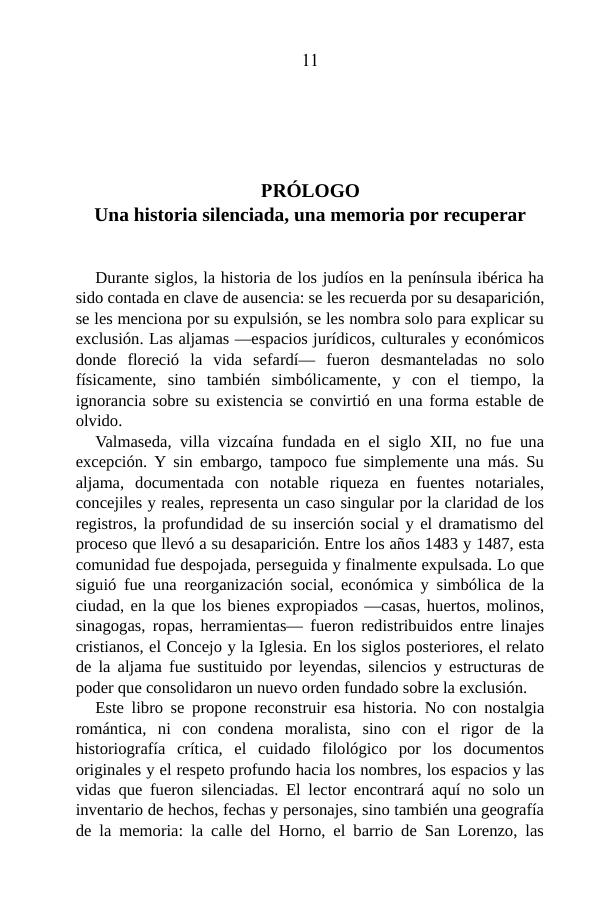 11
PRÓLOGO
Una historia silenciada, una memoria por recuperar
Durante siglos, la historia de los judíos en la península ibérica ha
sido contada en clave de ausencia: se les recuerda por su desaparición,
se les menciona por su expulsión, se les nombra solo para explicar su
exclusión. Las aljamas —espacios jurídicos, culturales y económicos
donde floreció la vida sefardí— fueron desmanteladas no solo
físicamente, sino también simbólicamente, y con el tiempo, la
ignorancia sobre su existencia se convirtió en una forma estable de
olvido.
Valmaseda, villa vizcaína fundada en el siglo XII, no fue una
excepción. Y sin embargo, tampoco fue simplemente una más. Su
aljama, documentada con notable riqueza en fuentes notariales,
concejiles y reales, representa un caso singular por la claridad de los
registros, la profundidad de su inserción social y el dramatismo del
proceso que llevó a su desaparición. Entre los años 1483 y 1487, esta
comunidad fue despojada, perseguida y finalmente expulsada. Lo que
siguió fue una reorganización social, económica y simbólica de la
ciudad, en la que los bienes expropiados —casas, huertos, molinos,
sinagogas, ropas, herramientas— fueron redistribuidos entre linajes
cristianos, el Concejo y la Iglesia. En los siglos posteriores, el relato
de la aljama fue sustituido por leyendas, silencios y estructuras de
poder que consolidaron un nuevo orden fundado sobre la exclusión.
Este libro se propone reconstruir esa historia. No con nostalgia
romántica, ni con condena moralista, sino con el rigor de la
historiografía crítica, el cuidado filológico por los documentos
originales y el respeto profundo hacia los nombres, los espacios y las
vidas que fueron silenciadas. El lector encontrará aquí no solo un
inventario de hechos, fechas y personajes, sino también una geografía
de la memoria: la calle del Horno, el barrio de San Lorenzo, las